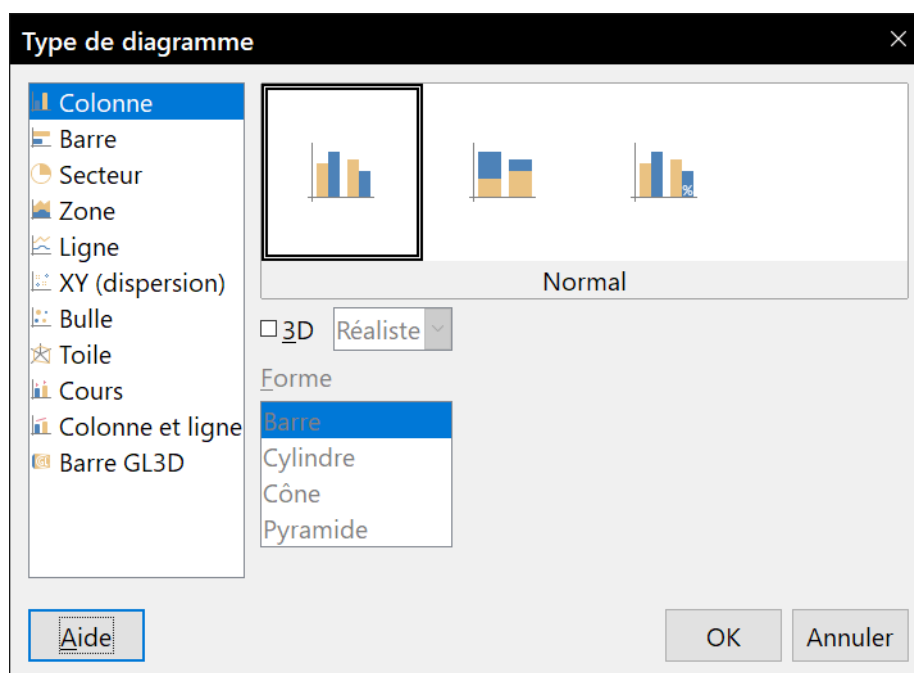 Type de diagramme
Colonne
Barre
Secteur
Zone
Ligne
XY (dispersion)
Bulle
Toile
Cours
Colonne et ligne
Barre GL3D
%
Normal
3D
Réaliste
Forme
Barre
Cylindre
Cône
Pyramide
Aide
OK
Annuler